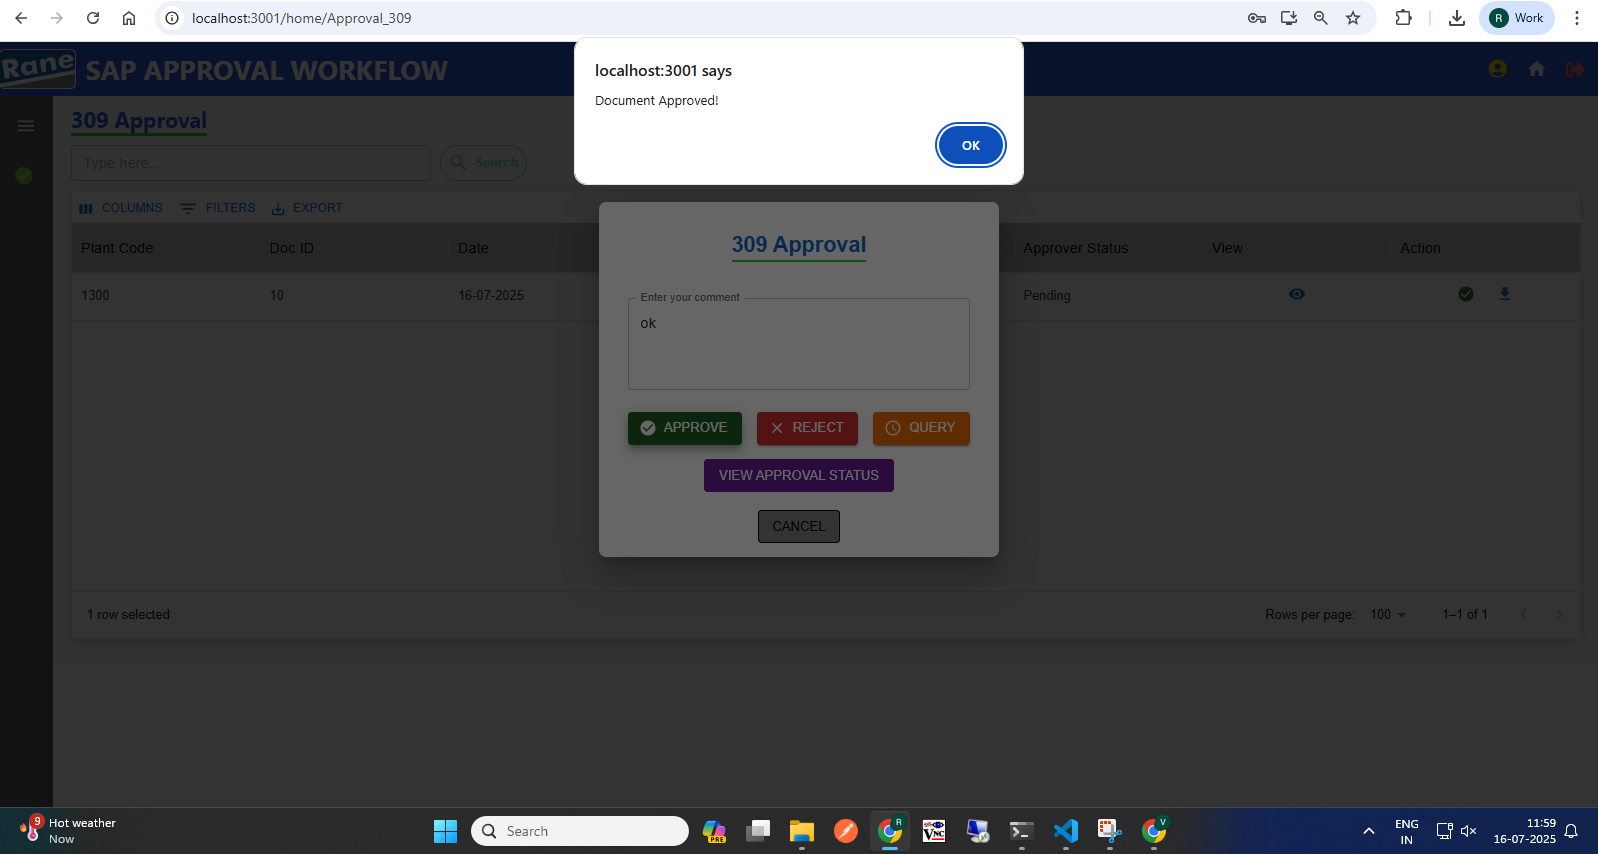 localhost:3001/home/Approval_309
R Work
localhost:3001 says
Document Approved!
OK
Rane
SAP APPROVAL WORKFLOW
309 Approval
Type here...
Search
COLUMNS FILTERS EXPORT
Plant Code Doc ID Date Approver Status View Action
1300 10 16-07-2025 Pending
309 Approval
Enter your comment
ok
APPROVE REJECT QUERY
VIEW APPROVAL STATUS
CANCEL
1 row selected
Rows per page: 100 1–1 of 1
9
Hot weather
Now
Search
PRE
R
VNC
V
ENG
IN
11:59
16-07-2025